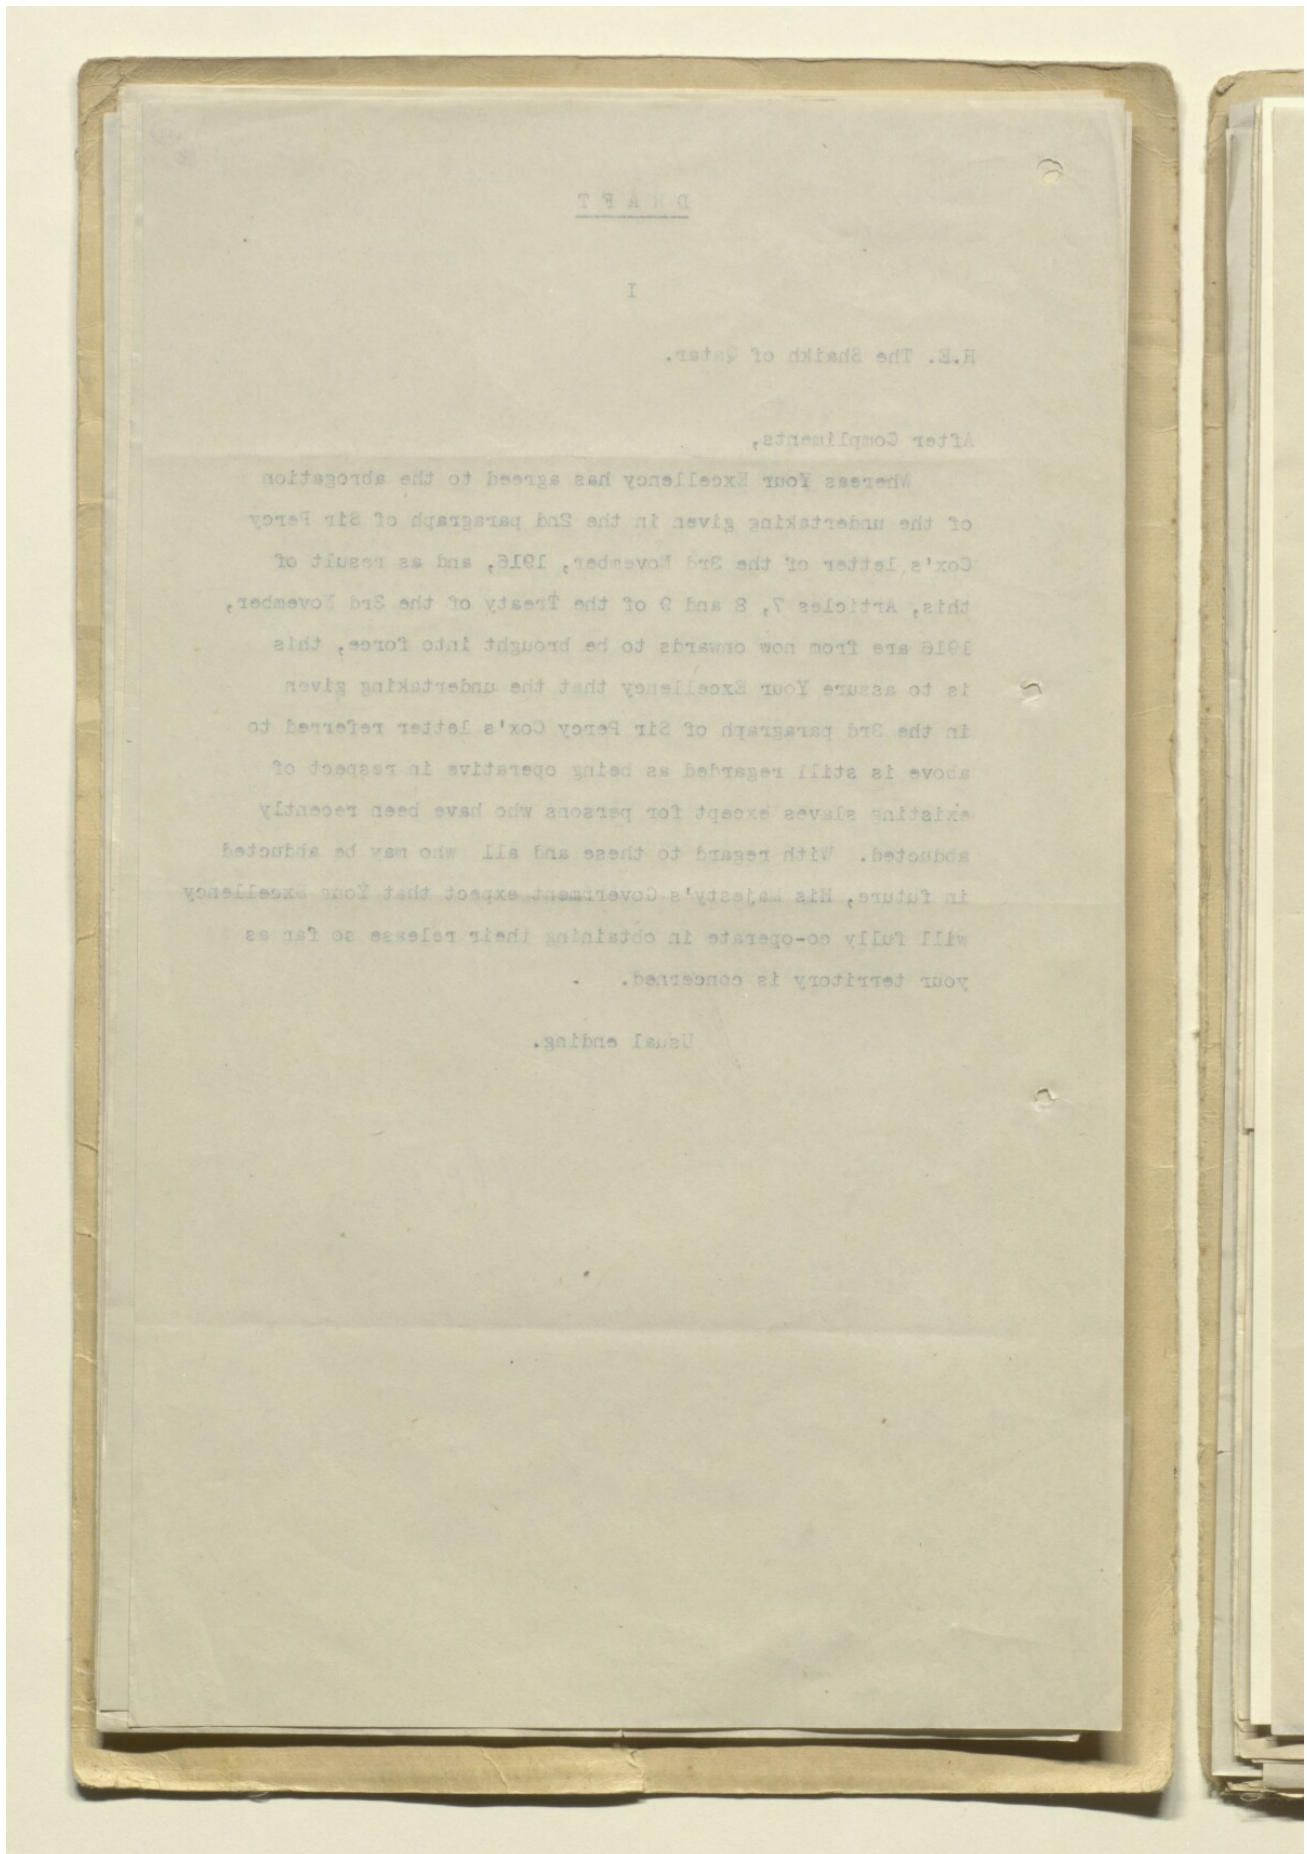 DRAFT
I
H.E. The Shaikh of Qatar.
After Compliments,
Whereas Your Excellency has agreed to the abrogation
of the undertaking given in the 2nd paragraph of Sir Percy
Cox's letter of the 3rd November, 1916, and as result of
this, Articles 7, 8 and 9 of the Treaty of the 3rd November,
1916 are from now onwards to be brought into force, this
is to assure Your Excellency that the undertaking given
in the 3rd paragraph of Sir Percy Cox's letter referred to
above is still regarded as being operative in respect of
existing slaves except for persons who have been recently
abducted. With regard to these and all who may be abducted
in future, His Majesty's Government expect that Your Excellency
will fully co-operate in obtaining their release so far as
your territory is concerned.
Usual ending.